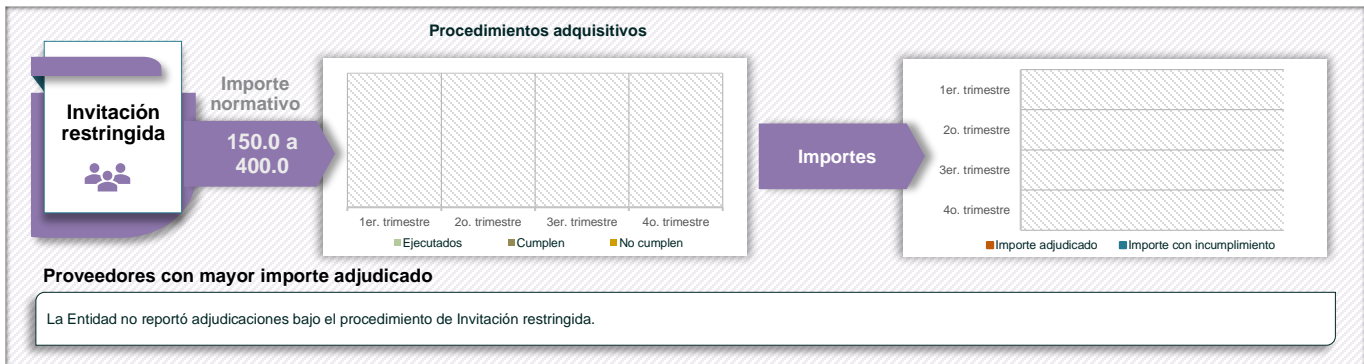 Procedimientos adquisitivos
Invitación
restringida
Importe
normativo
150.0 a
400.0
1er. trimestre
2o. trimestre
3er. trimestre
4o. trimestre
Ejecutados
Cumplen
No cumplen
Importes
1er. trimestre
2o. trimestre
3er. trimestre
4o. trimestre
Importe adjudicado
Importe con incumplimiento
Proveedores con mayor importe adjudicado
La Entidad no reportó adjudicaciones bajo el procedimiento de Invitación restringida.